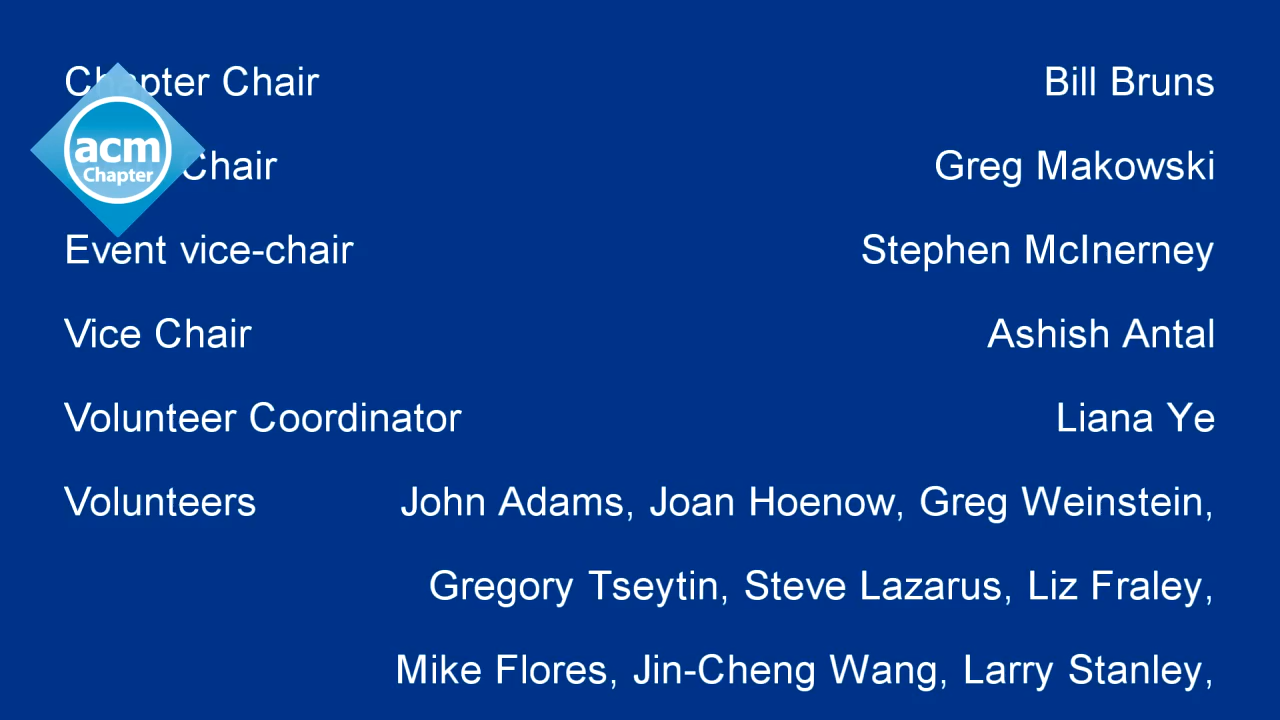 Chapter Chair Bill Bruns
acm
Chapter
Chair Greg Makowski
Event vice-chair Stephen McInerney
Vice Chair Ashish Antal
Volunteer Coordinator Liana Ye
Volunteers John Adams, Joan Hoenow, Greg Weinstein,
Gregory Tseytin, Steve Lazarus, Liz Fraley,
Mike Flores, Jin-Cheng Wang, Larry Stanley,